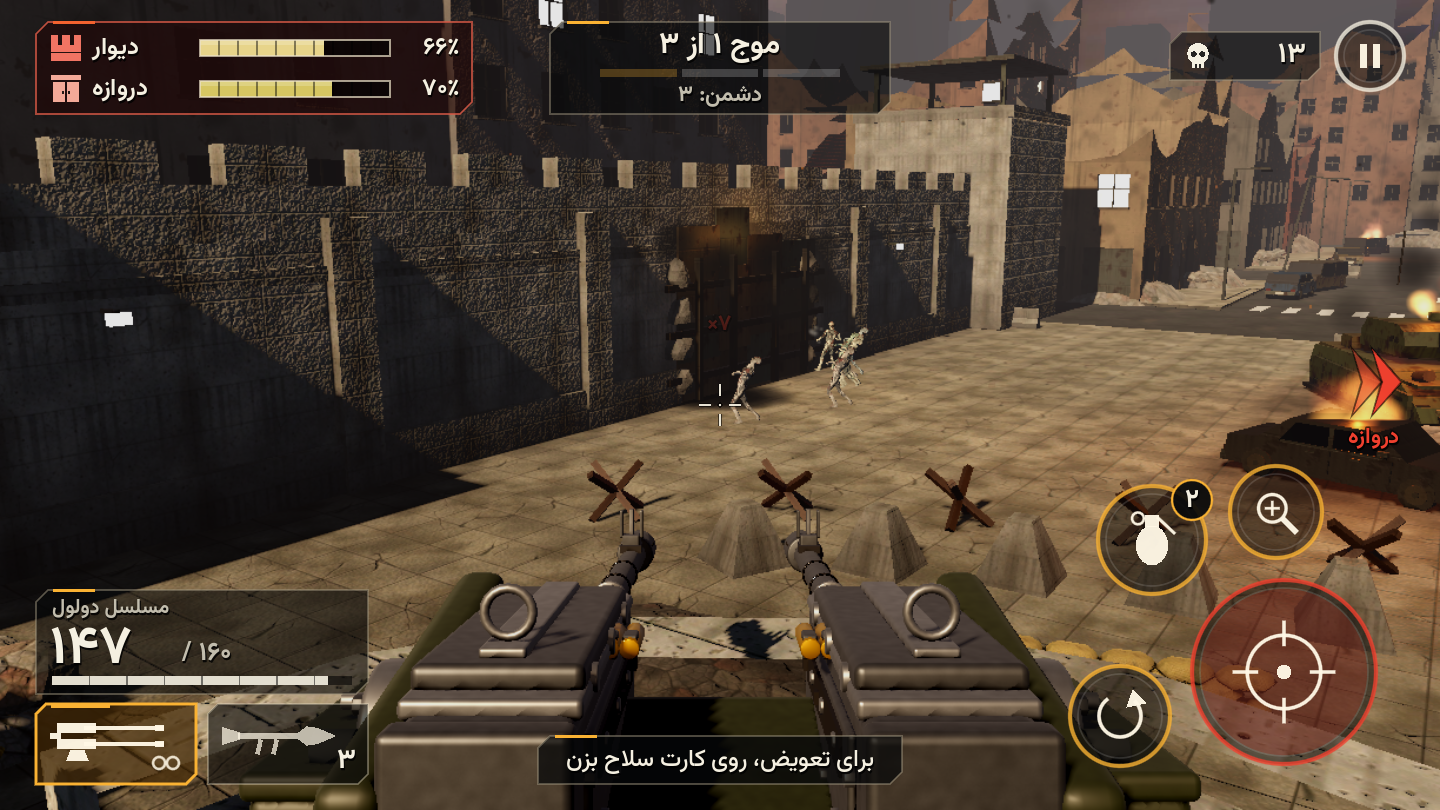 دیوار ۶۶٪
دروازه ۷۰٪
موج ۱ از ۳
دشمن: ۳
۱۳
×۷
دروازه
۲
مسلسل دولول
۱۴۷ / ۱۶۰
∞
۳
برای تعویض، روی کارت سلاح بزن